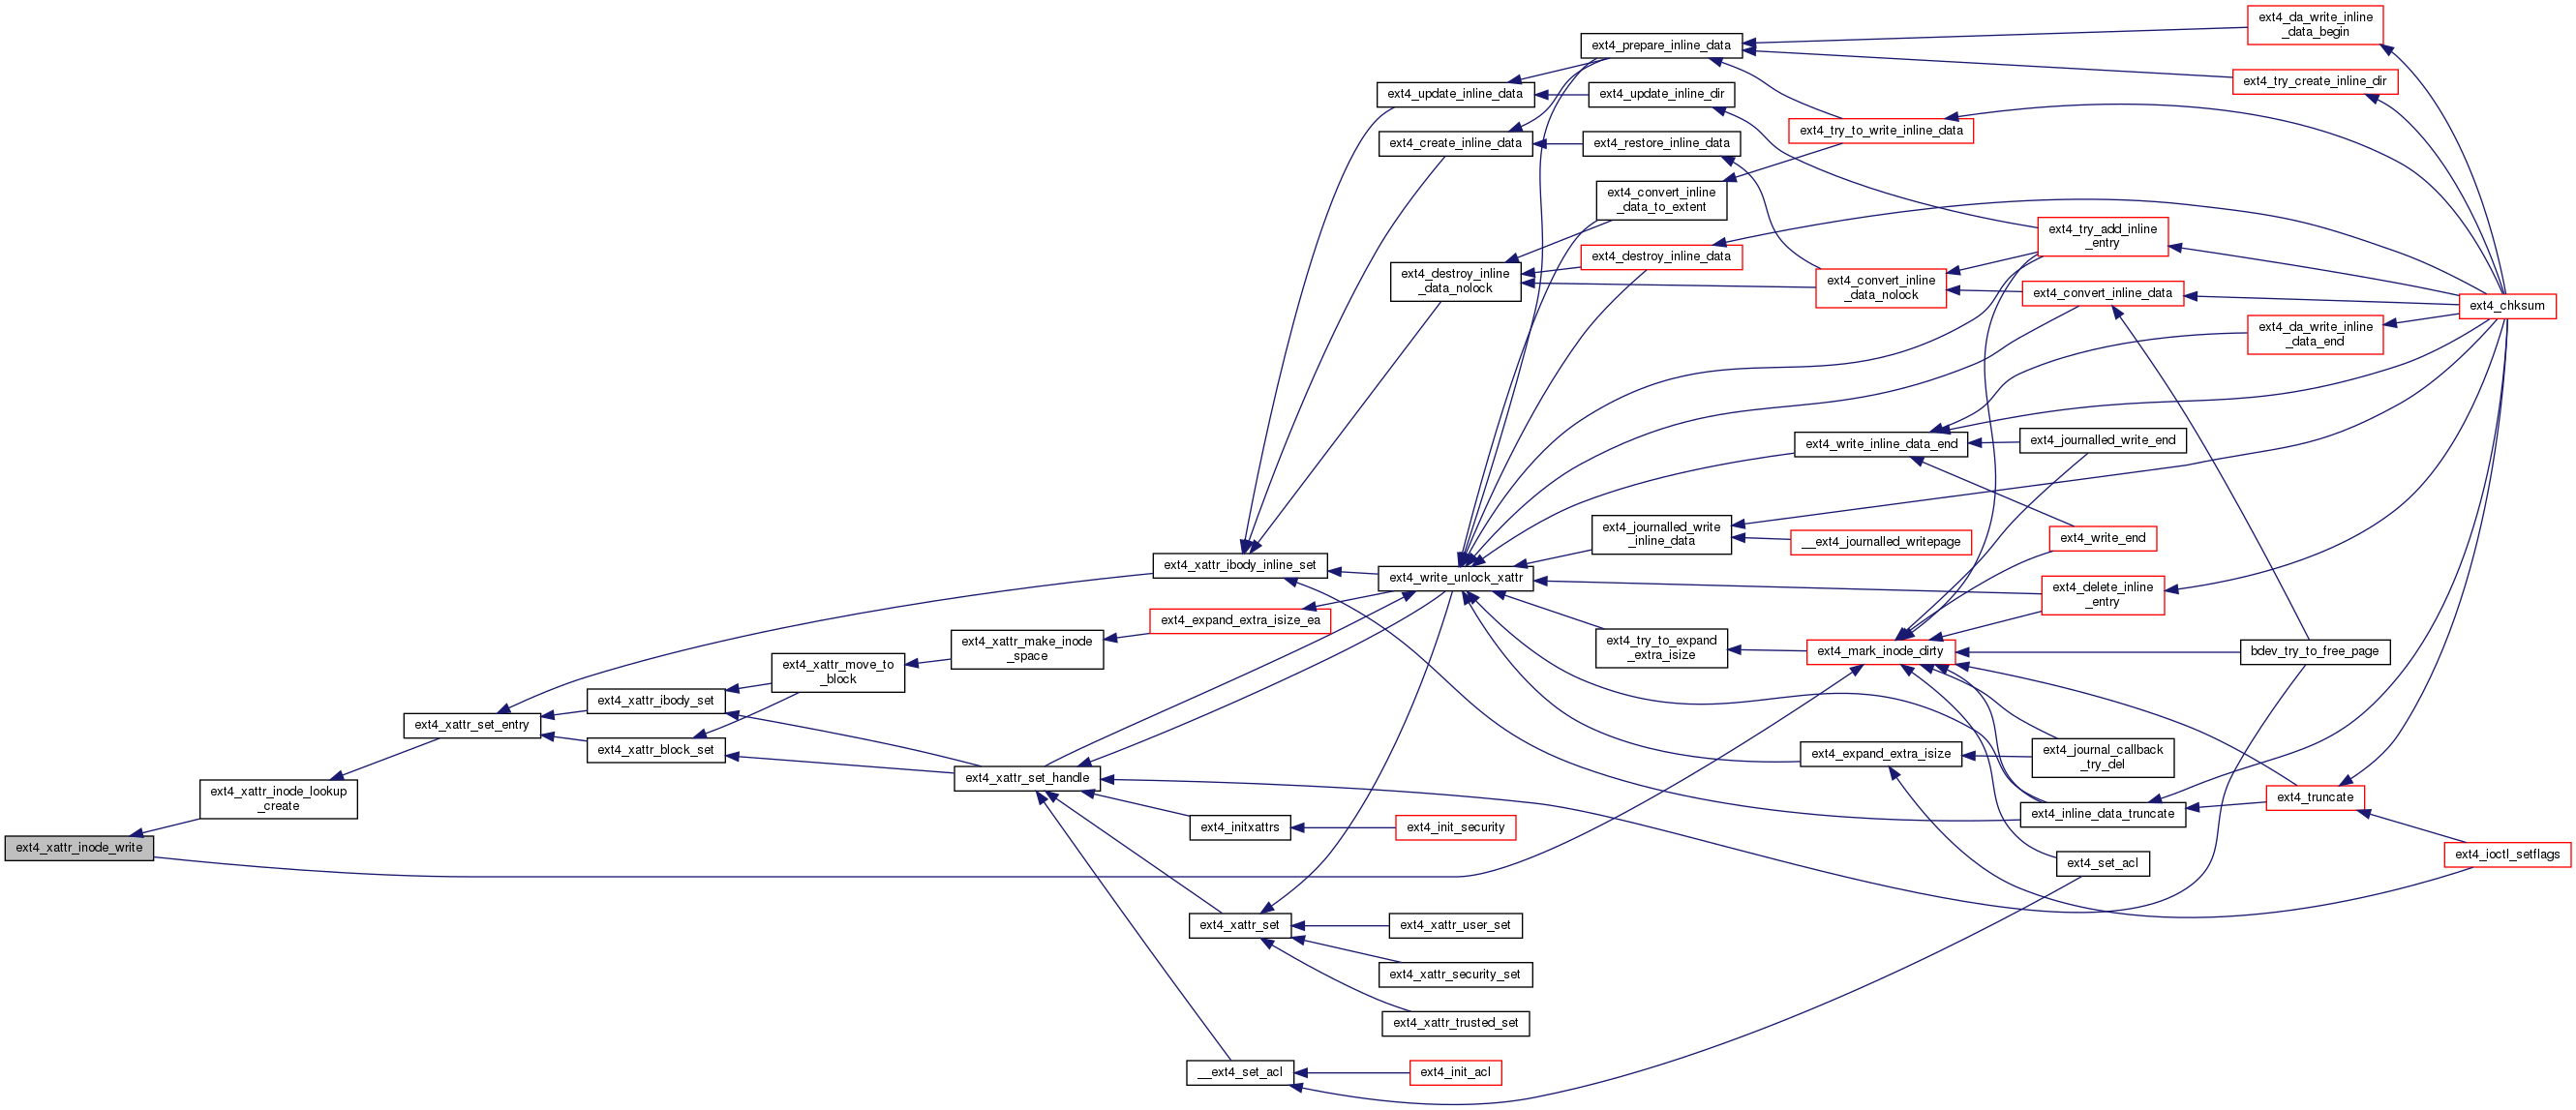 ext4_da_write_inline
_data_begin
ext4_prepare_inline_data
ext4_try_create_inline_dir
ext4_update_inline_data
ext4_update_inline_dir
ext4_try_to_write_inline_data
ext4_create_inline_data
ext4_restore_inline_data
ext4_convert_inline
_data_to_extent
ext4_try_add_inline
_entry
ext4_destroy_inline_data
ext4_destroy_inline
_data_nolock
ext4_convert_inline
_data_nolock
ext4_convert_inline_data
ext4_chksum
ext4_da_write_inline
_data_end
ext4_write_inline_data_end
ext4_journalled_write_end
ext4_journalled_write
_inline_data
__ext4_journalled_writepage
ext4_write_end
ext4_xattr_ibody_inline_set
ext4_write_unlock_xattr
ext4_delete_inline
_entry
ext4_expand_extra_isize_ea
ext4_xattr_make_inode
_space
ext4_try_to_expand
_extra_isize
ext4_mark_inode_dirty
bdev_try_to_free_page
ext4_xattr_move_to
_block
ext4_xattr_ibody_set
ext4_xattr_set_entry
ext4_xattr_block_set
ext4_expand_extra_isize
ext4_journal_callback
_try_del
ext4_xattr_set_handle
ext4_xattr_inode_lookup
_create
ext4_truncate
ext4_inline_data_truncate
ext4_initxattrs
ext4_init_security
ext4_xattr_inode_write
ext4_ioctl_setflags
ext4_set_acl
ext4_xattr_set
ext4_xattr_user_set
ext4_xattr_security_set
ext4_xattr_trusted_set
__ext4_set_acl
ext4_init_acl